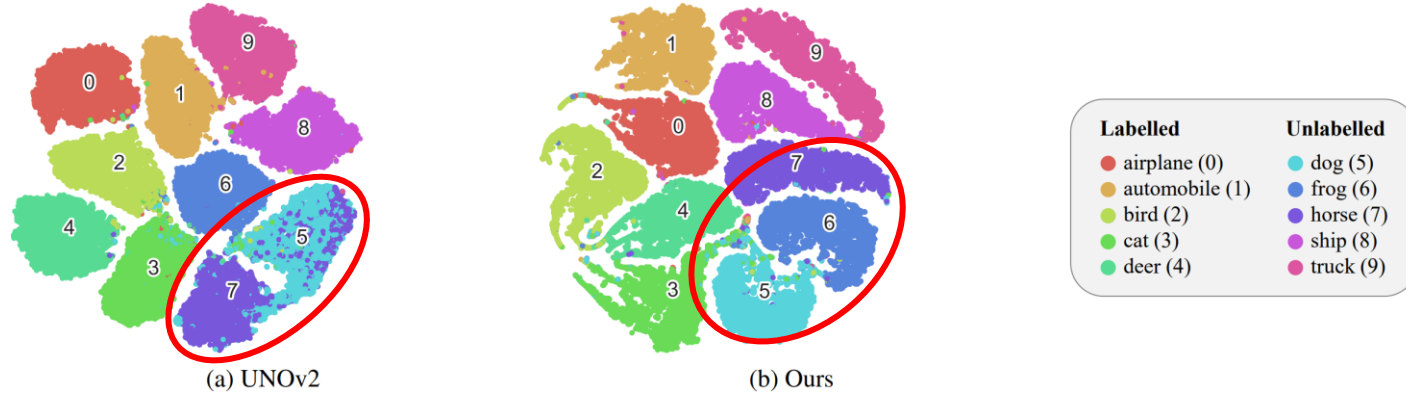 9
0
1
8
2
6
4
5
3
7
(a) UNOv2
1
9
8
0
7
2
4
6
3
5
(b) Ours
Labelled Unlabelled
airplane (0) dog (5)
automobile (1) frog (6)
bird (2) horse (7)
cat (3) ship (8)
deer (4) truck (9)